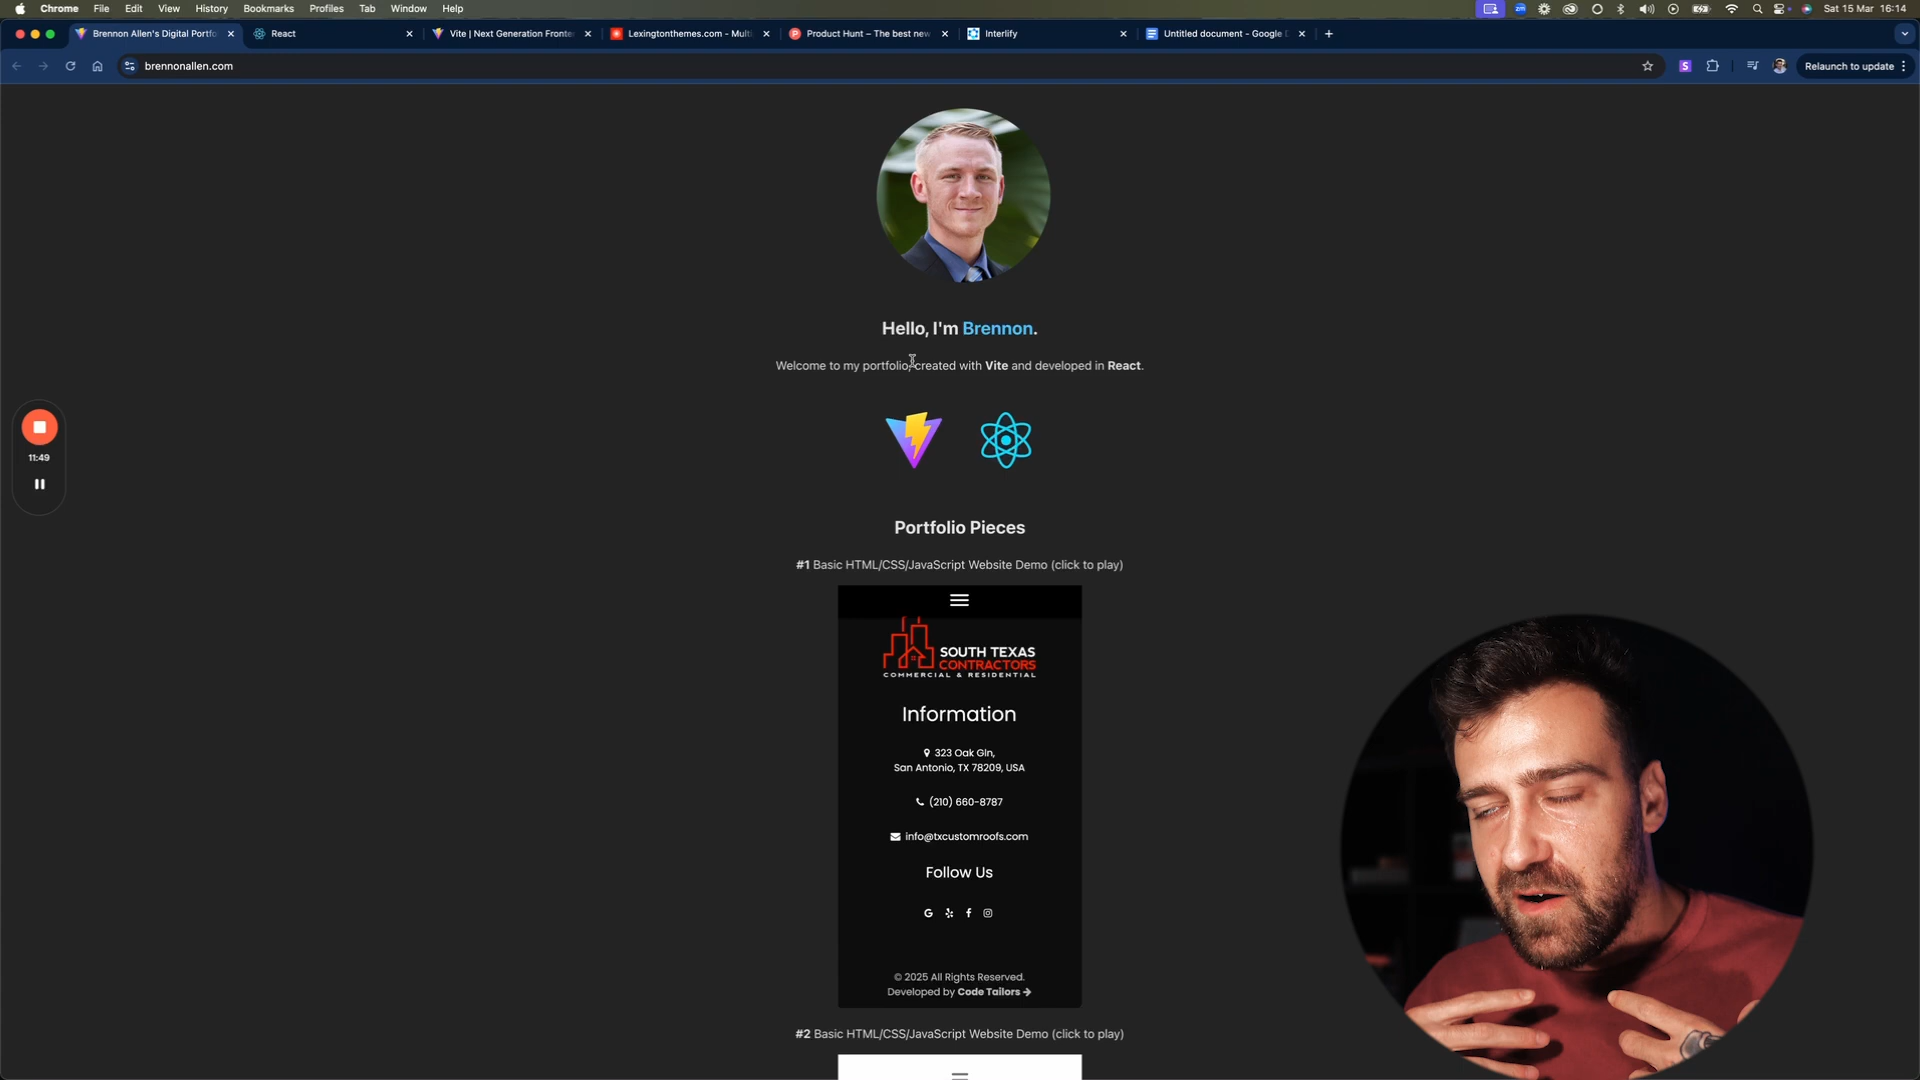 Chrome File Edit View History Bookmarks Profiles Tab Window Help
zm
Sat 15 Mar 16:14
Brennon Allen's Digital Portfo
React
Vite | Next Generation Fronte
Lexingtonthemes.com - Multi
Product Hunt – The best new
Interlify
Untitled document - Google D
brennonallen.com
S
Relaunch to update
Hello, I'm Brennon.
Welcome to my portfolio, created with Vite and developed in React.
11:49
Portfolio Pieces
#1 Basic HTML/CSS/JavaScript Website Demo (click to play)
SOUTH TEXAS
CONTRACTORS
COMMERCIAL & RESIDENTIAL
Information
323 Oak Gln,
San Antonio, TX 78209, USA
(210) 660-8787
info@txcustomroofs.com
Follow Us
© 2025 All Rights Reserved.
Developed by Code Tailors →
#2 Basic HTML/CSS/JavaScript Website Demo (click to play)